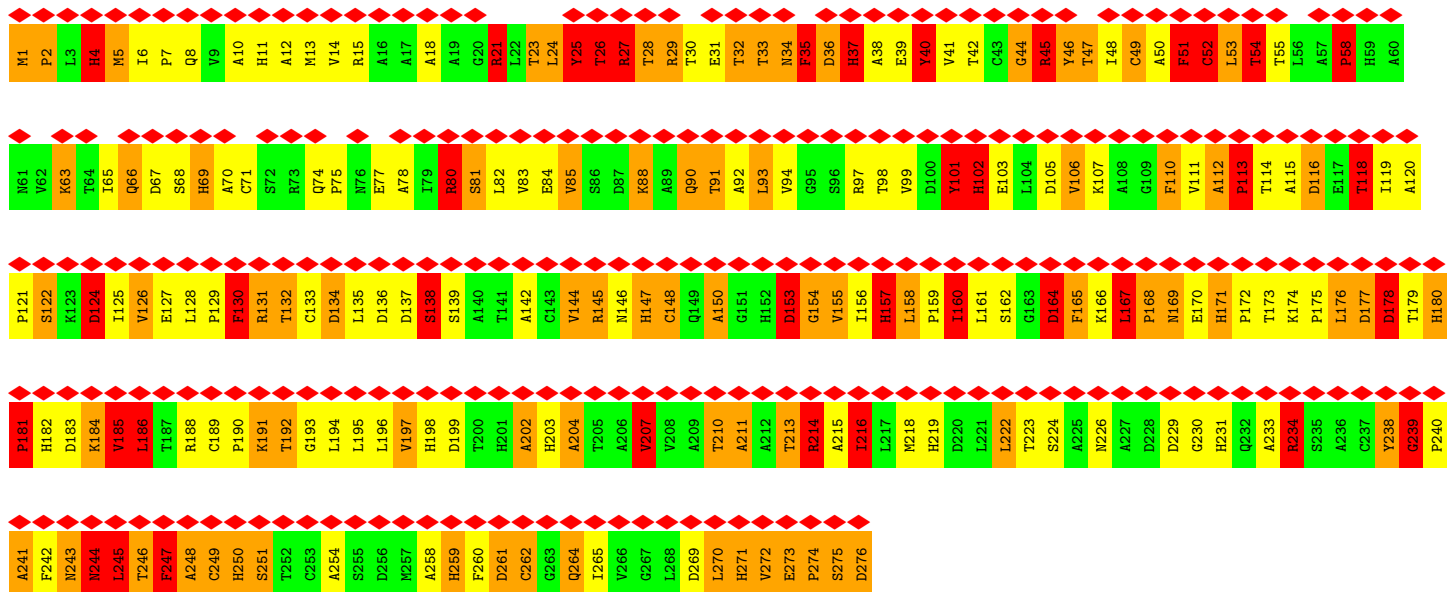 M1 P2 L3 H4 M5 I6 P7 Q8 V9 A10 H11 A12 M13 V14 R15 A16 A17 A18 A19 G20 R21 L22 T23 L24 Y25 T26 R27 T28 R29 T30 E31 T32 T33 N34 F35 D36 H37 A38 E39 Y40 V41 T42 C43 G44 R45 Y46 T47 I48 C49 A50 F51 C52 L53 T54 T55 L56 A57 P58 H59 A60
N61 V62 K63 T64 I65 Q66 D67 S68 H69 A70 C71 S72 R73 Q74 P75 N76 E77 A78 I79 R80 S81 L82 V83 E84 V85 S86 D87 K88 A89 Q90 T91 A92 L93 V94 G95 S96 R97 T98 V99 D100 Y101 H102 E103 L104 D105 V106 K107 A108 G109 F110 V111 A112 P113 T114 A115 D116 E117 T118 I119 A120
P121 S122 K123 D124 I125 V126 E127 L128 P129 F130 R131 T132 C133 D134 L135 D136 D137 S138 S139 A140 T141 A142 C143 V144 R145 N146 H147 C148 Q149 A150 G151 H152 D153 G154 V155 I156 H157 L158 P159 I160 L161 S162 G163 D164 F165 K166 L167 P168 N169 E170 H171 P172 T173 K174 P175 L176 D177 D178 T179 H180
P181 H182 D183 K184 V185 L186 T187 R188 C189 P190 K191 T192 G193 L194 L195 L196 V197 H198 D199 T200 H201 A202 H203 A204 T205 A206 V207 V208 A209 T210 A211 A212 T213 R214 A215 I216 L217 M218 H219 D220 L221 L222 T223 S224 A225 N226 A227 D228 D229 G230 H231 Q232 A233 R234 S235 A236 C237 Y238 G239 P240
A241 F242 N243 N244 L245 T246 F247 A248 C249 H250 S251 T252 C253 A254 S255 D256 M257 A258 H259 F260 D261 C262 G263 Q264 I265 V266 G267 L268 D269 L270 H271 V272 E273 P274 S275 D276